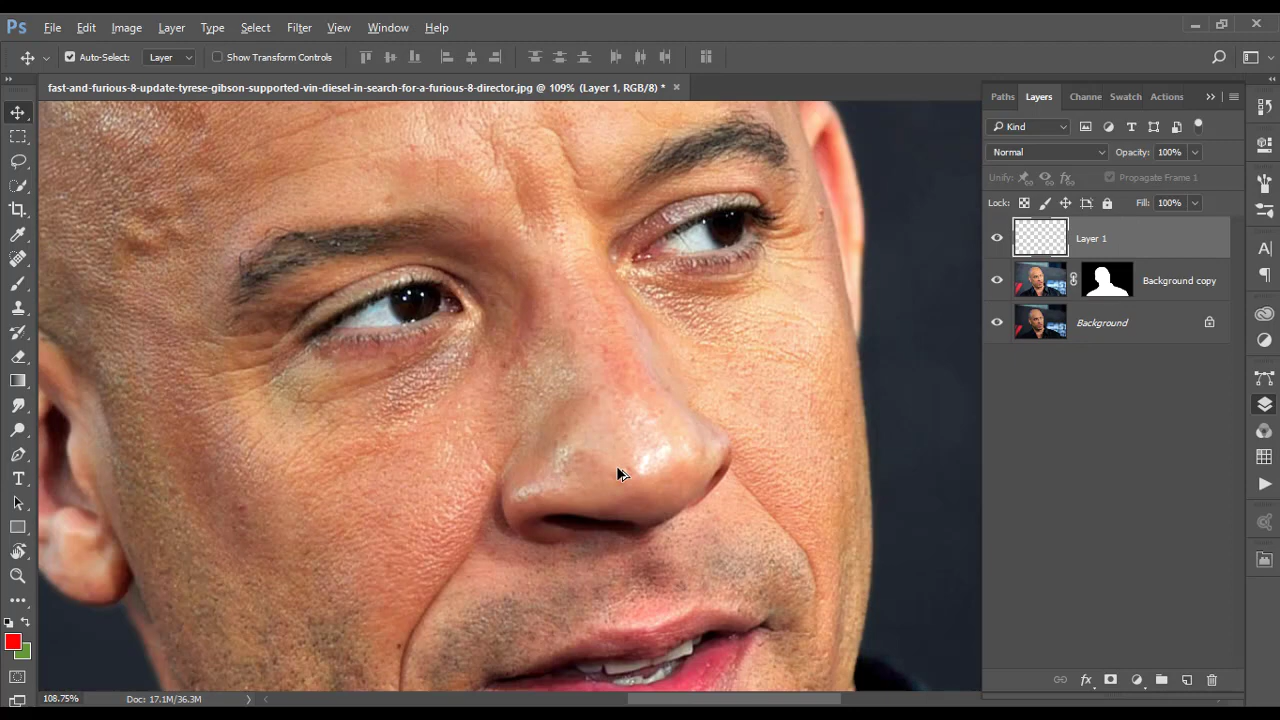 Ps File Edit Image Layer Type Select Filter View Window Help
Auto-Select: Layer Show Transform Controls
fast-and-furious-8-update-tyrese-gibson-supported-vin-diesel-in-search-for-a-furious-8-director.jpg @ 109% (Layer 1, RGB/8) *
Paths Layers Channe Swatch Actions
Kind
Normal Opacity: 100%
Unify: Propagate Frame 1
Lock: Fill: 100%
Layer 1
Background copy
Background
108.75% Doc: 17.1M/36.3M